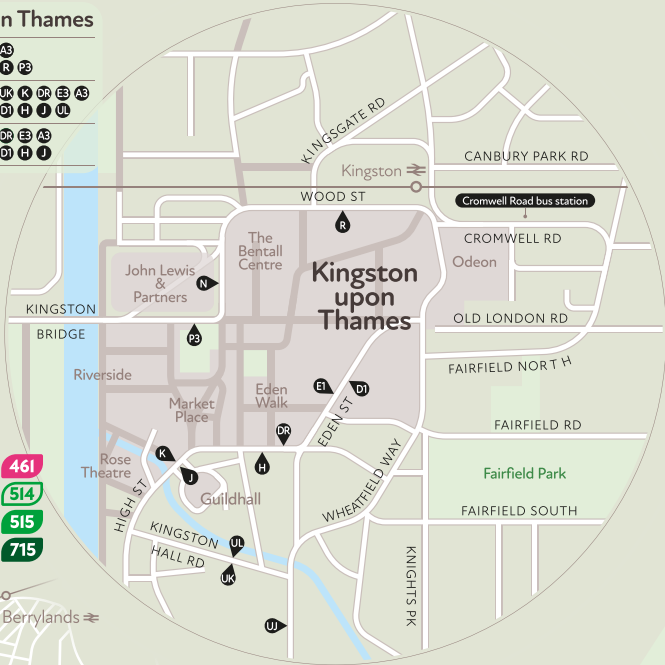 n Thames
A3
R P3
UK K DR E3 A3
D1 H J UL
DR E3 A3
D1 H J
KINGSGATE RD
Kingston
CANBURY PARK RD
WOOD ST
Cromwell Road bus station
R
CROMWELL RD
The
Bentall
Centre
Odeon
John Lewis
&
Partners
N
Kingston
upon
Thames
KINGSTON
BRIDGE
OLD LONDON RD
P3
FAIRFIELD NORTH
Riverside
E1
D1
Eden
Walk
Market
Place
EDEN ST
DR
FAIRFIELD RD
K
H
J
Rose
Theatre
461
514
515
715
Guildhall
WHEATFIELD WAY
Fairfield Park
HIGH ST
FAIRFIELD SOUTH
KINGSTON
HALL RD
UL
UK
KNIGHTS PK
UJ
Berrylands